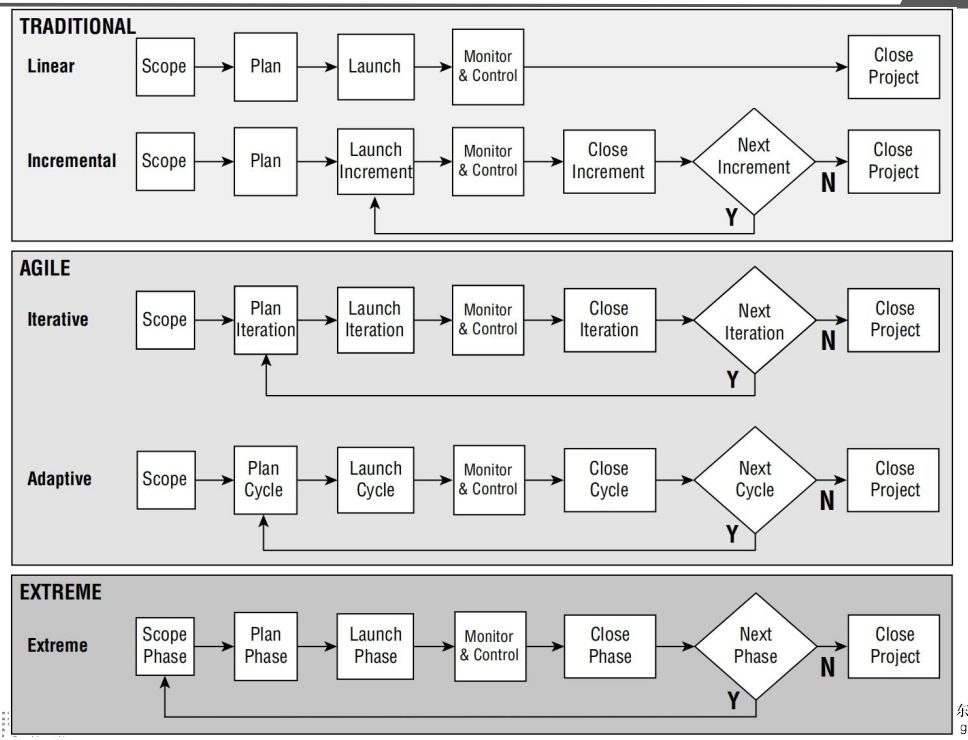 TRADITIONAL
Linear
Scope
Plan
Launch
Monitor
& Control
Close
Project
Incremental
Scope
Plan
Launch
Increment
Monitor
& Control
Close
Increment
Next
Increment
Y
N
Close
Project
AGILE
Iterative
Scope
Plan
Iteration
Launch
Iteration
Monitor
& Control
Close
Iteration
Next
Iteration
Y
N
Close
Project
Adaptive
Scope
Plan
Cycle
Launch
Cycle
Monitor
& Control
Close
Cycle
Next
Cycle
Y
N
Close
Project
EXTREME
Extreme
Scope
Phase
Plan
Phase
Launch
Phase
Monitor
& Control
Close
Phase
Next
Phase
Y
N
Close
Project
东
g